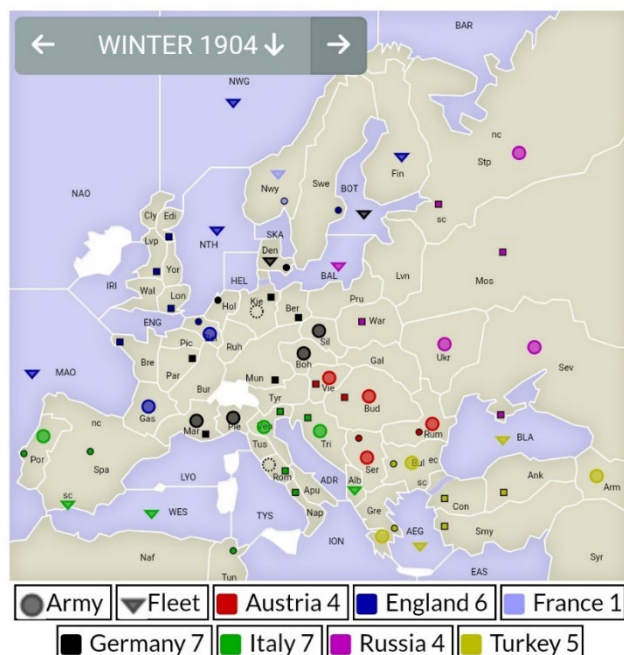 ← WINTER 1904 ↓ →
BAR
NWG
nc
Stp
Nwy
Swe
BOT
Fin
NAO
sc
Cly
Edi
SKA
Lvp
NTH
Den
Mos
IRI
Yor
HEL
BAL
Lvn
Wal
Hol
Kie
Ber
Pru
Lon
War
ENG
Bel
Ruh
Sil
Ukr
Pic
Boh
Gal
Bre
Sev
MAO
Par
Mun
Vie
Bur
Bud
Tyr
Gas
Mar
Pie
Ven
Rum
nc
Tus
Tri
BLA
Por
Spa
Ser
Bul
ec
LYO
Rom
ADR
Alb
sc
Ank
Arm
sc
WES
Apu
Con
TYS
Nap
Gre
AEG
Smy
ION
Naf
Syr
Tun
EAS
Army
Fleet
Austria 4
England 6
France 1
Germany 7
Italy 7
Russia 4
Turkey 5